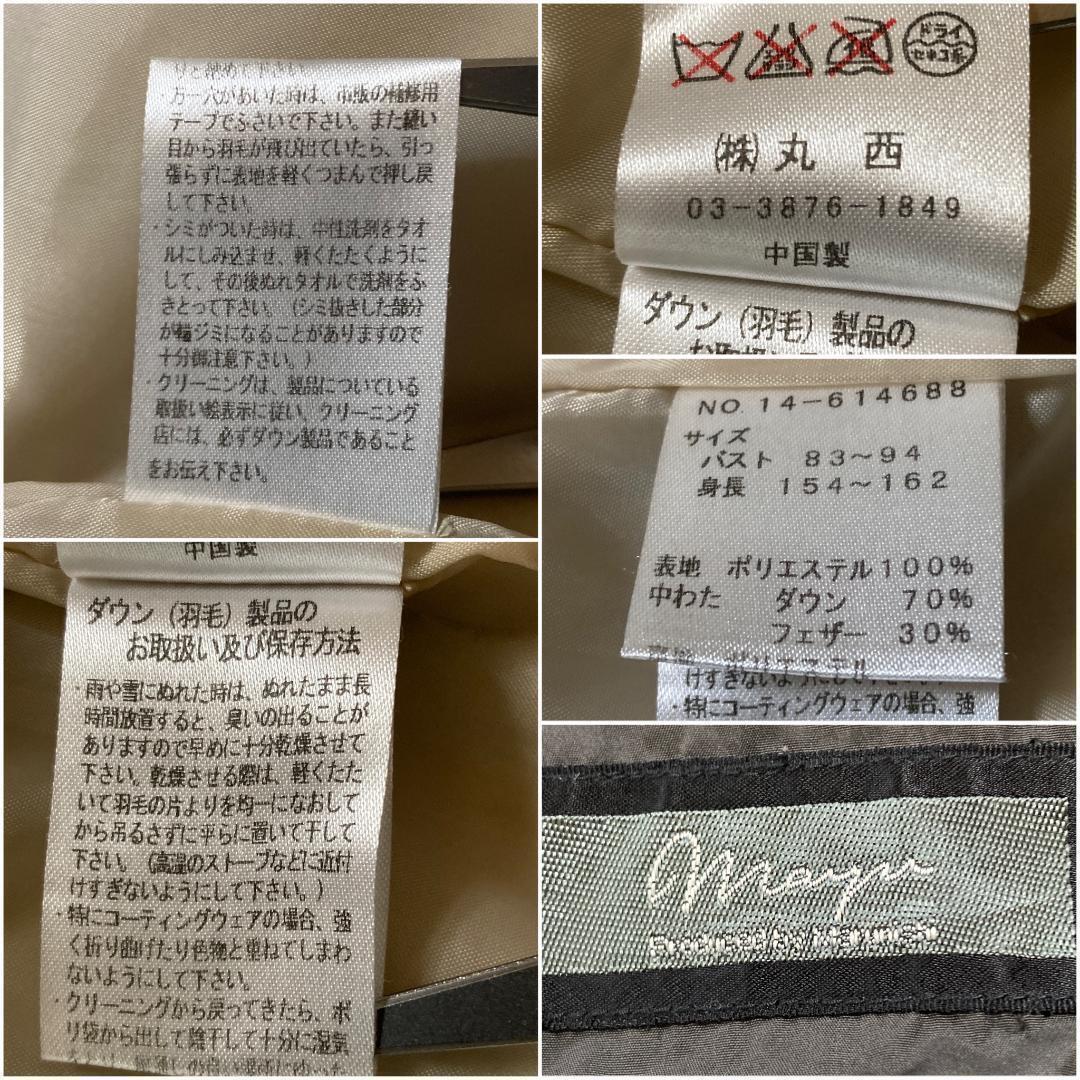 りと納めて下さい。
万一穴があいた時は、市販の補修用
テープでふさいで下さい。また縫い
目から羽毛が飛び出ていたら、引っ
張らずに表地を軽くつまんで押し戻
して下さい。
・シミがついた時は、中性洗剤をタオ
ルにしみ込ませ、軽くたたくように
して、その後ぬれタオルで洗剤をふ
きとって下さい。(シミ抜きした部分
が輪ジミになることがありますので
十分御注意下さい。)
・クリーニングは、製品についている
取扱い絵表示に従い、クリーニング
店には、必ずダウン製品であること
をお伝え下さい。
ドライ
セキユ系
(株)丸 西
03-3876-1849
中国製
ダウン(羽毛)製品の
NO.14-614688
サイズ
バスト 83~94
身長 154~162
表地 ポリエステル100%
中わた ダウン 70%
フェザー 30%
けすぎないように
・特にコーティングウェアの場合、強
中国製
ダウン(羽毛)製品の
お取扱い及び保存方法
・雨や雪にぬれた時は、ぬれたまま長
時間放置すると、臭いの出ることが
ありますので早めに十分乾燥させて
下さい。乾燥させる際は、軽くたた
いて羽毛の片よりを均一になおして
から吊るさずに平らに置いて干して
下さい。(高温のストーブなどに近付
けすぎないようにして下さい。)
・特にコーティングウェアの場合、強
く折り曲げたり色物と重ねてしまわ
ないようにして下さい。
・クリーニングから戻ってきたら、ポ
リ袋から出して陰干しで十分に湿気
Mayu